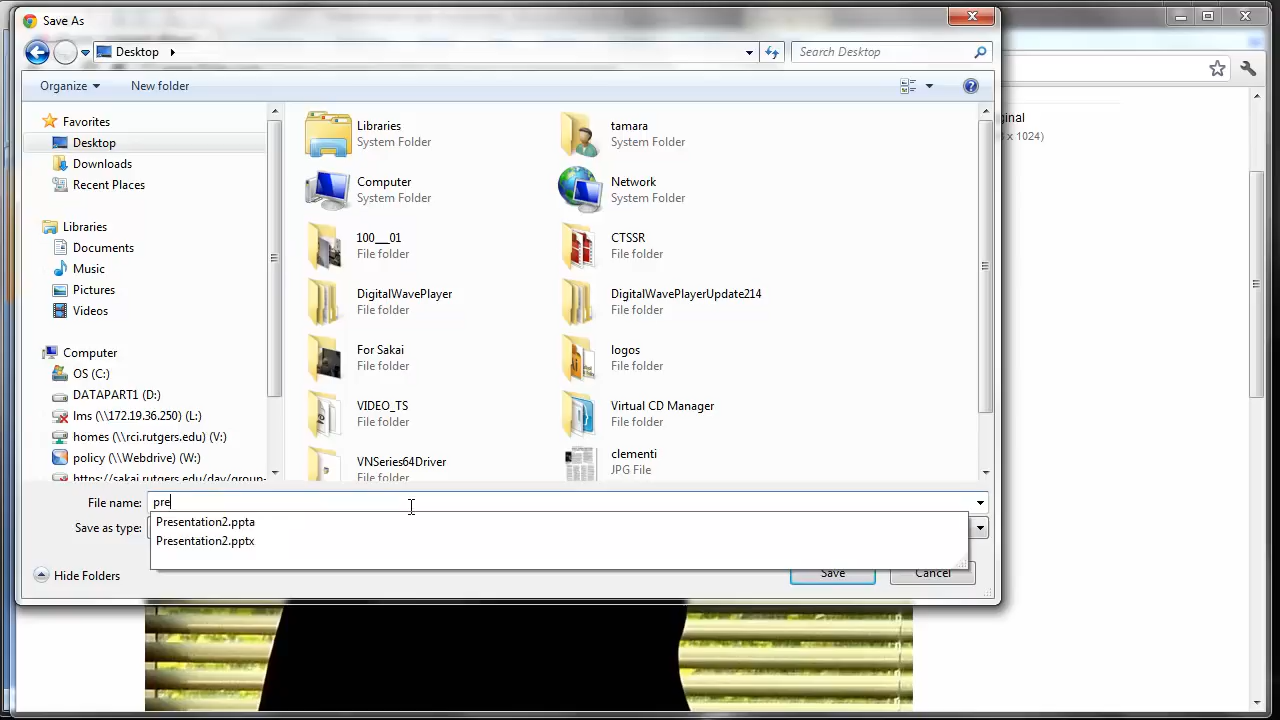 Save As
Desktop
Search Desktop
Organize
New folder
Favorites
Desktop
Downloads
Recent Places
Libraries
Documents
Music
Pictures
Videos
Computer
OS (C:)
DATAPART1 (D:)
lms (\\172.19.36.250) (L:)
homes (\\rci.rutgers.edu) (V:)
policy (\\Webdrive) (W:)
https://sakai.rutgers.edu/dav/group-
Libraries
System Folder
tamara
System Folder
Computer
System Folder
Network
System Folder
100___01
File folder
CTSSR
File folder
DigitalWavePlayer
File folder
DigitalWavePlayerUpdate214
File folder
For Sakai
File folder
logos
File folder
VIDEO_TS
File folder
Virtual CD Manager
File folder
VNSeries64Driver
File folder
clementi
JPG File
File name: pre
Save as type:
Presentation2.ppta
Presentation2.pptx
Hide Folders
Save
Cancel
ginal
x 1024)